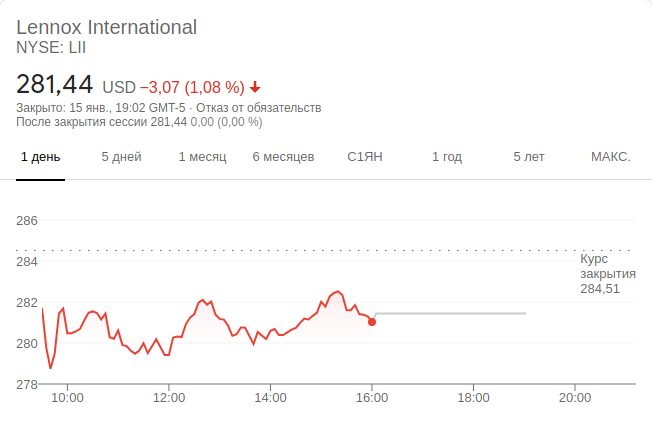 Lennox International
NYSE: LII
281,44 USD −3,07 (1,08 %)
Закрыто: 15 янв., 19:02 GMT-5 · Отказ от обязательств
После закрытия сессии 281,44 0,00 (0,00 %)
1 день 5 дней 1 месяц 6 месяцев С1ЯН 1 год 5 лет МАКС.
286
284
282
280
278
Курс
закрытия
284,51
10:00 12:00 14:00 16:00 18:00 20:00